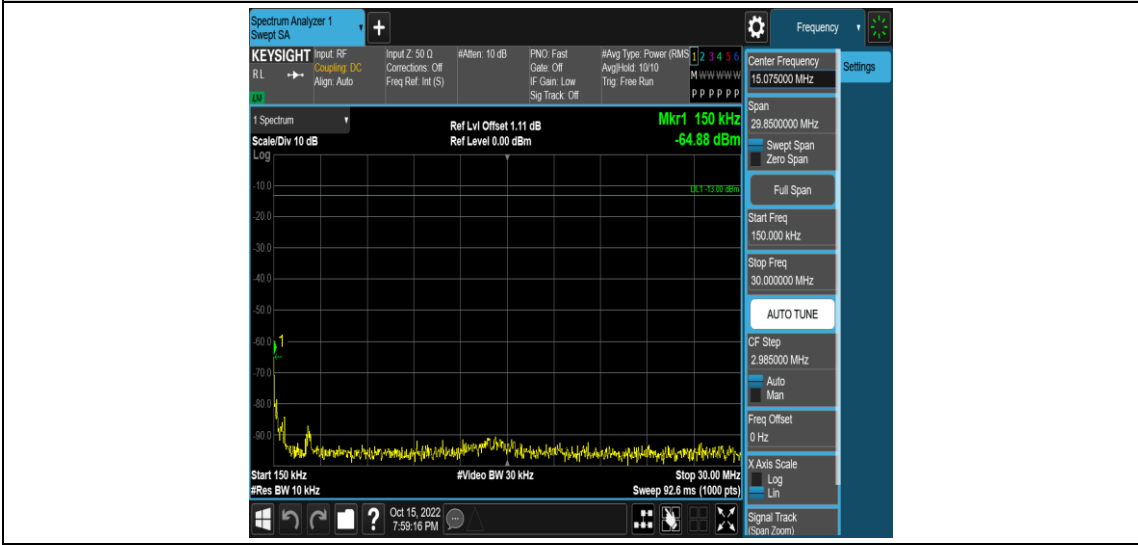 Spectrum Analyzer 1
Swept SA
+
Frequency
KEYSIGHT
RL
LM
Input: RF
Coupling: DC
Align: Auto
Input Z: 50 Ω
Corrections: Off
Freq Ref: Int (S)
#Atten: 10 dB
PNO: Fast
Gate: Off
IF Gain: Low
Sig Track: Off
#Avg Type: Power (RMS
Avg|Hold: 10/10
Trig: Free Run
1 2 3 4 5 6
M W W W W W
P P P P P P
1 Spectrum
Scale/Div 10 dB
Log
Ref Lvl Offset 1.11 dB
Ref Level 0.00 dBm
Mkr1 150 kHz
-64.88 dBm
DL1 -13.00 dBm
-10.0
-20.0
-30.0
-40.0
-50.0
-60.0
1
-70.0
-80.0
-90.0
Start 150 kHz
#Res BW 10 kHz
#Video BW 30 kHz
Stop 30.00 MHz
Sweep 92.6 ms (1000 pts)
Center Frequency
15.075000 MHz
Settings
Span
29.8500000 MHz
Swept Span
Zero Span
Full Span
Start Freq
150.000 kHz
Stop Freq
30.000000 MHz
AUTO TUNE
CF Step
2.985000 MHz
Auto
Man
Freq Offset
0 Hz
X Axis Scale
Log
Lin
Signal Track
(Span Zoom)
?
Oct 15, 2022
7:59:16 PM